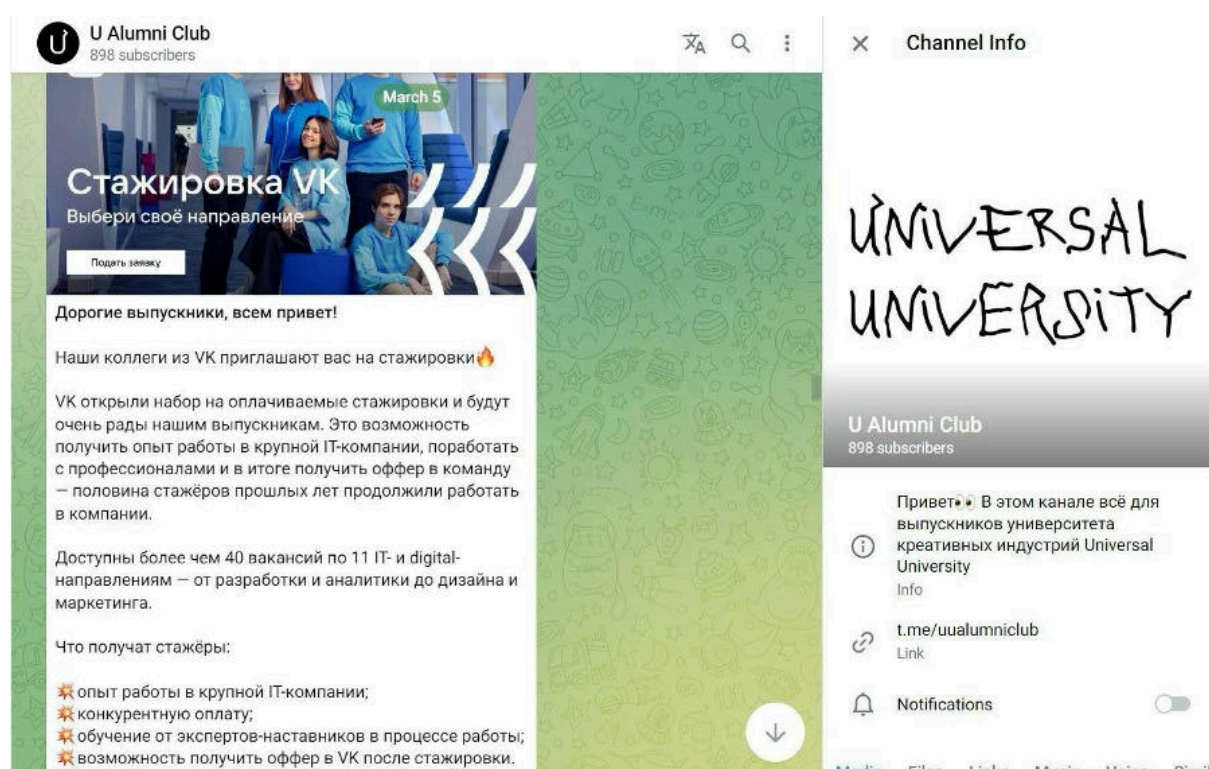 U Alumni Club
898 subscribers
March 5
Стажировка VK
Выбери своё направление
Подать заявку
Дорогие выпускники, всем привет!
Наши коллеги из VK приглашают вас на стажировки🔥
VK открыли набор на оплачиваемые стажировки и будут
очень рады нашим выпускникам. Это возможность
получить опыт работы в крупной IT-компании, поработать
с профессионалами и в итоге получить оффер в команду
— половина стажёров прошлых лет продолжили работать
в компании.
Доступны более чем 40 вакансий по 11 IT- и digital-
направлениям — от разработки и аналитики до дизайна и
маркетинга.
Что получат стажёры:
💥опыт работы в крупной IT-компании;
💥конкурентную оплату;
💥обучение от экспертов-наставников в процессе работы;
💥возможность получить оффер в VK после стажировки.
Channel Info
UNIVERSAL
UNIVERSITY
U Alumni Club
898 subscribers
Привет👀 В этом канале всё для
выпускников университета
креативных индустрий Universal
University
Info
t.me/uualumniclub
Link
Notifications